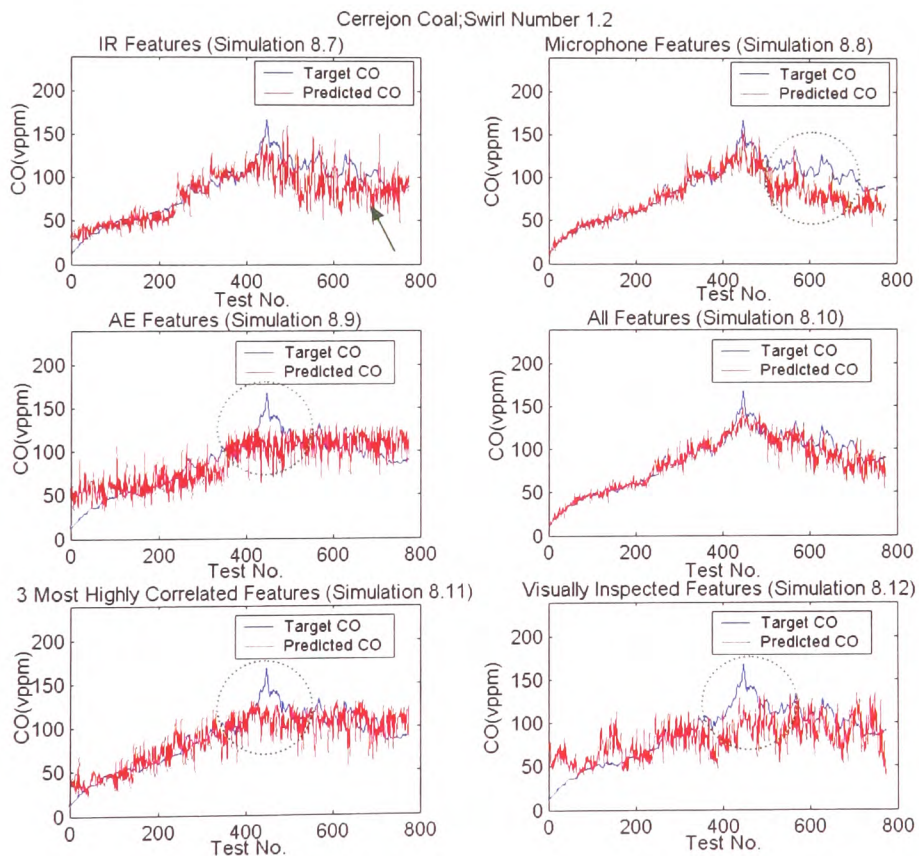 Cerrejon Coal;Swirl Number 1.2
IR Features (Simulation 8.7)
CO(vppm)
200
150
100
50
0
Target CO
Predicted CO
0 200 400 600 800
Test No.
Microphone Features (Simulation 8.8)
CO(vppm)
200
150
100
50
0
Target CO
Predicted CO
0 200 400 600 800
Test No.
AE Features (Simulation 8.9)
CO(vppm)
200
150
100
50
0
Target CO
Predicted CO
0 200 400 600 800
Test No.
All Features (Simulation 8.10)
CO(vppm)
200
150
100
50
0
Target CO
Predicted CO
0 200 400 600 800
Test No.
3 Most Highly Correlated Features (Simulation 8.11)
CO(vppm)
200
150
100
50
0
Target CO
Predicted CO
0 200 400 600 800
Test No.
Visually Inspected Features (Simulation 8.12)
CO(vppm)
200
150
100
50
0
Target CO
Predicted CO
0 200 400 600 800
Test No.